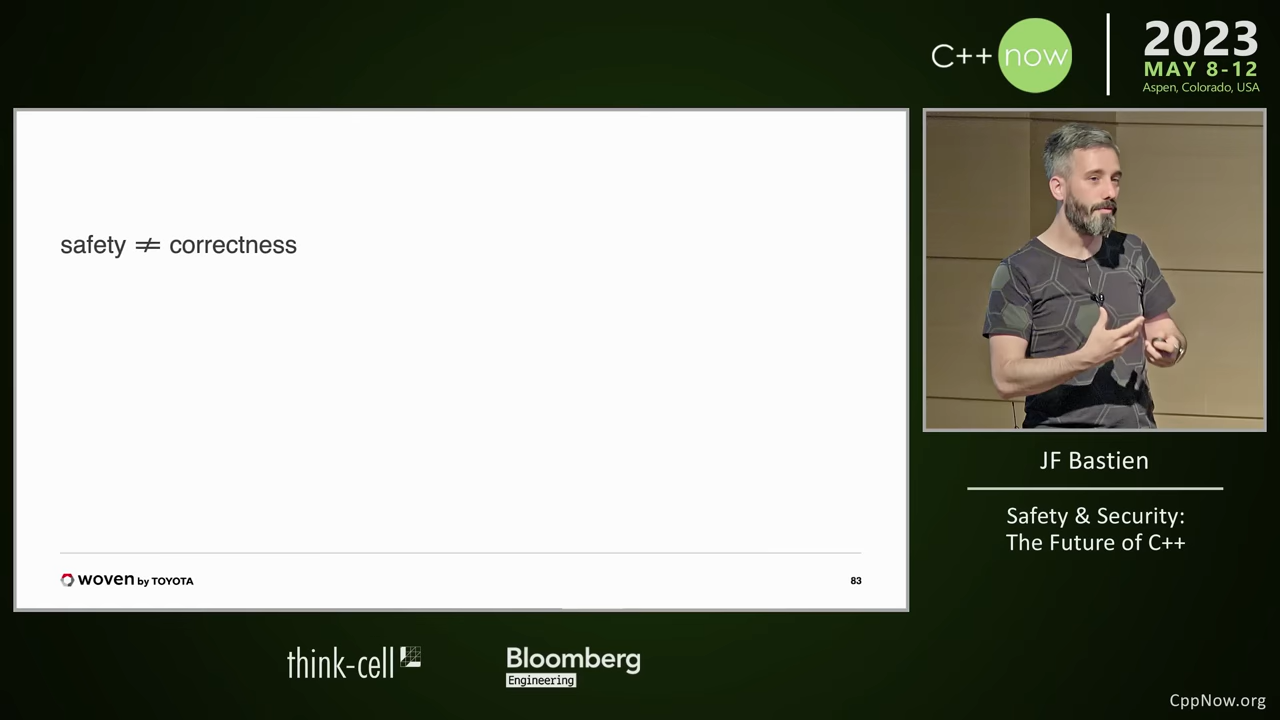 C++ now
2023
MAY 8-12
Aspen, Colorado, USA
safety ≠ correctness
woven by TOYOTA
83
JF Bastien
Safety & Security:
The Future of C++
think-cell
Bloomberg
Engineering
CppNow.org